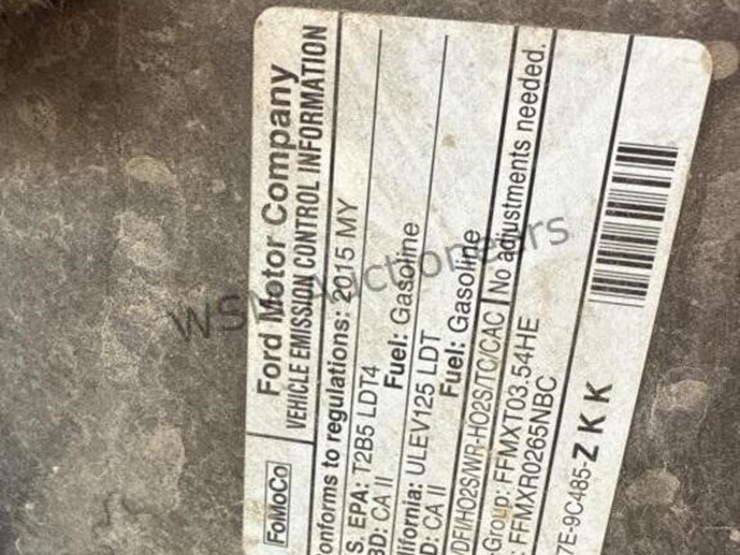 FoMoCo
Ford Motor Company
VEHICLE EMISSION CONTROL INFORMATION
onforms to regulations: 2015 MY
S. EPA: T2B5 LDT4
BD: CA II Fuel: Gasoline
lifornia: ULEV125 LDT
D: CA II Fuel: Gasoline
/DFI/HO2S/WR-HO2S/TC/CAC No adjustments needed.
Group: FFMXT03.54HE
: FFMXR0265NBC
7E-9C485-ZKK
WSM Auctioneers